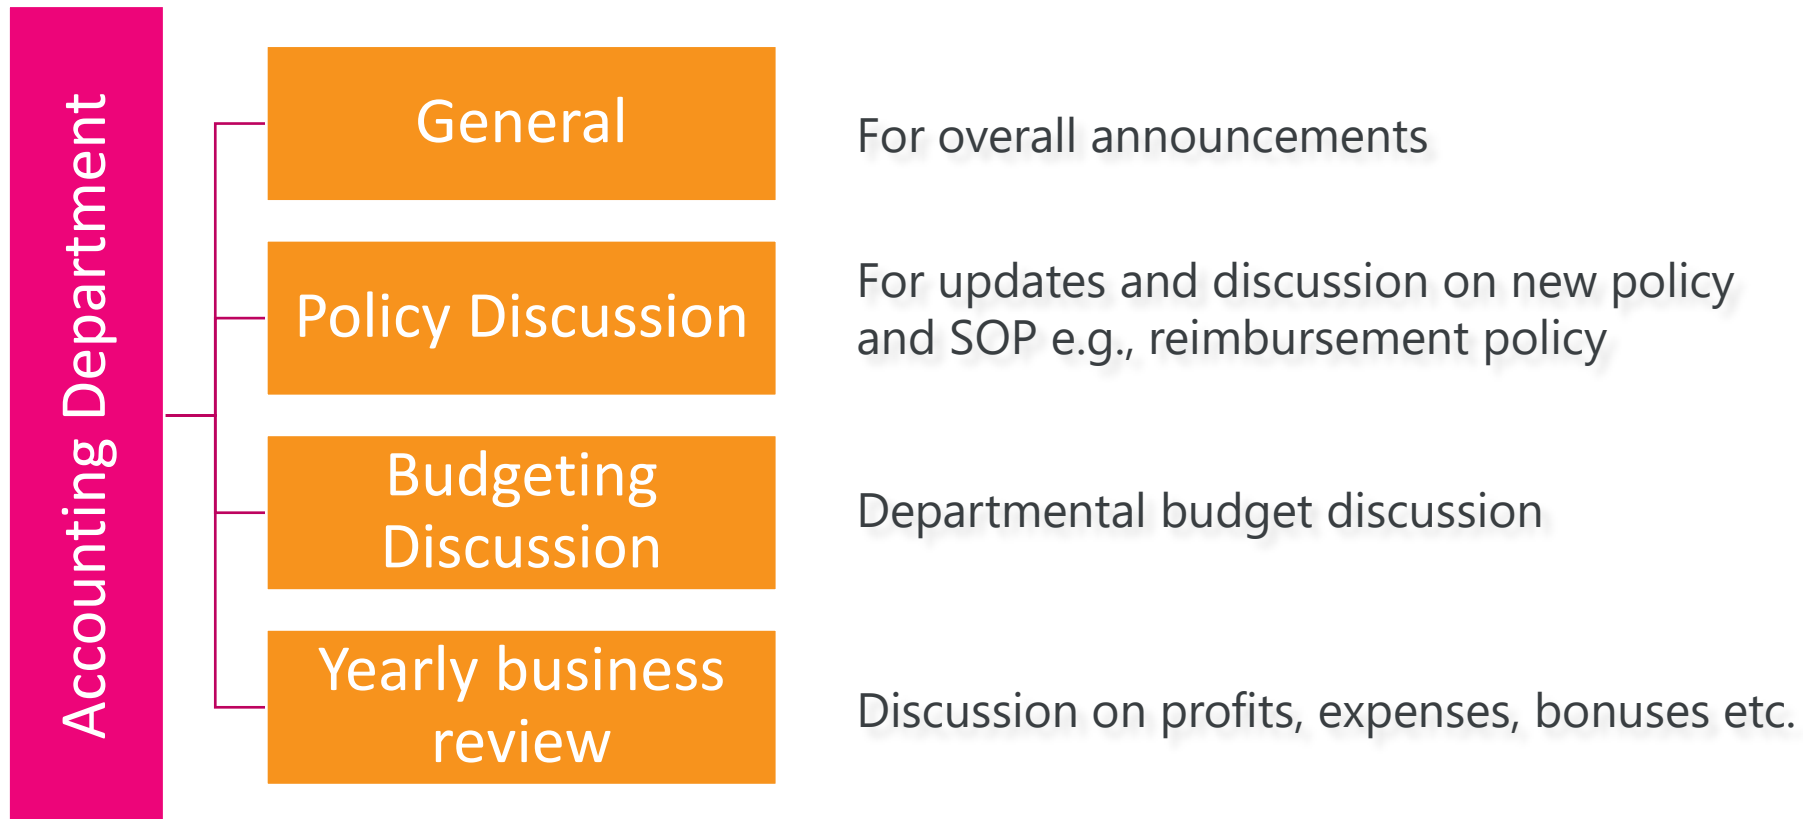 Accounting Department
General
For overall announcements
Policy Discussion
For updates and discussion on new policy
and SOP e.g., reimbursement policy
Budgeting
Discussion
Departmental budget discussion
Yearly business
review
Discussion on profits, expenses, bonuses etc.